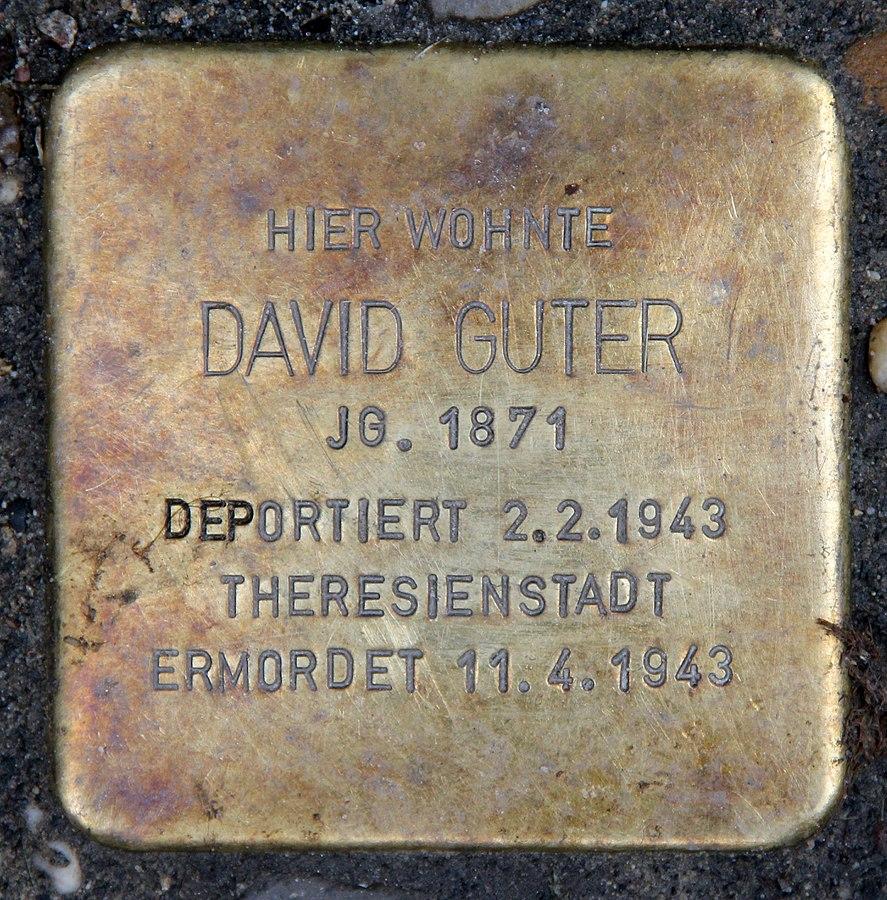 HIER WOHNTE
DAVID GUTER
JG. 1871
DEPORTIERT 2.2.1943
THERESIENSTADT
ERMORDET 11.4.1943